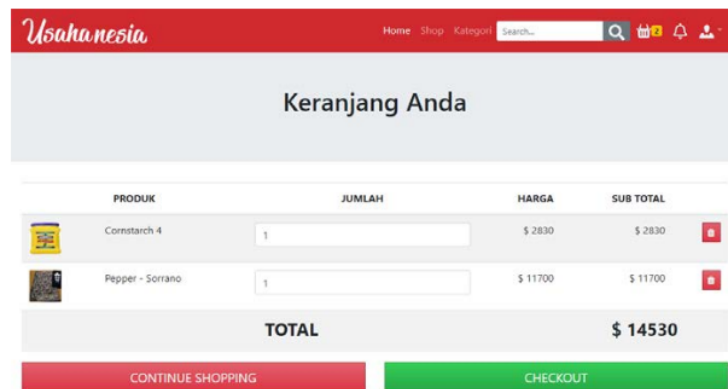 Usahanesia
Home Shop Kategori Search... 2
Keranjang Anda
PRODUK JUMLAH HARGA SUB TOTAL
Cornstarch 4 1 $ 2830 $ 2830
Pepper - Sorrano 1 $ 11700 $ 11700
TOTAL $ 14530
CONTINUE SHOPPING CHECKOUT